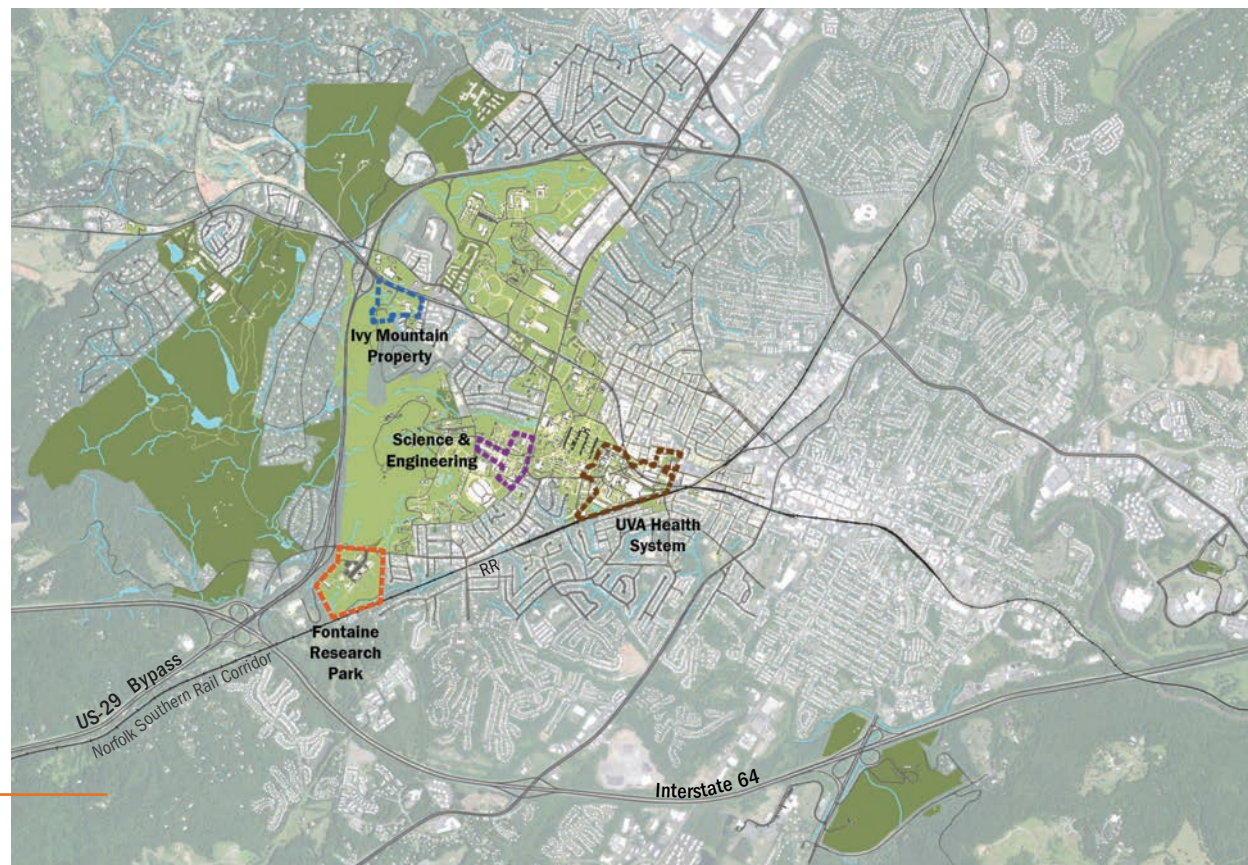 Ivy Mountain
Property
Science &
Engineering
UVA Health
System
RR
Fontaine
Research
Park
US-29 Bypass
Norfolk Southern Rail Corridor
Interstate 64